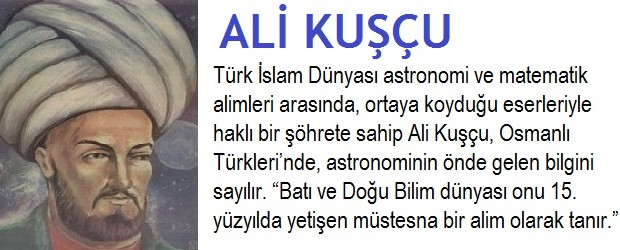 ALİ KUŞÇU
Türk İslam Dünyası astronomi ve matematik
alimleri arasında, ortaya koyduğu eserleriyle
haklı bir şöhrete sahip Ali Kuşçu, Osmanlı
Türkleri’nde, astronominin önde gelen bilgini
sayılır. “Batı ve Doğu Bilim dünyası onu 15.
yüzyılda yetişen müstesna bir alim olarak tanır.”